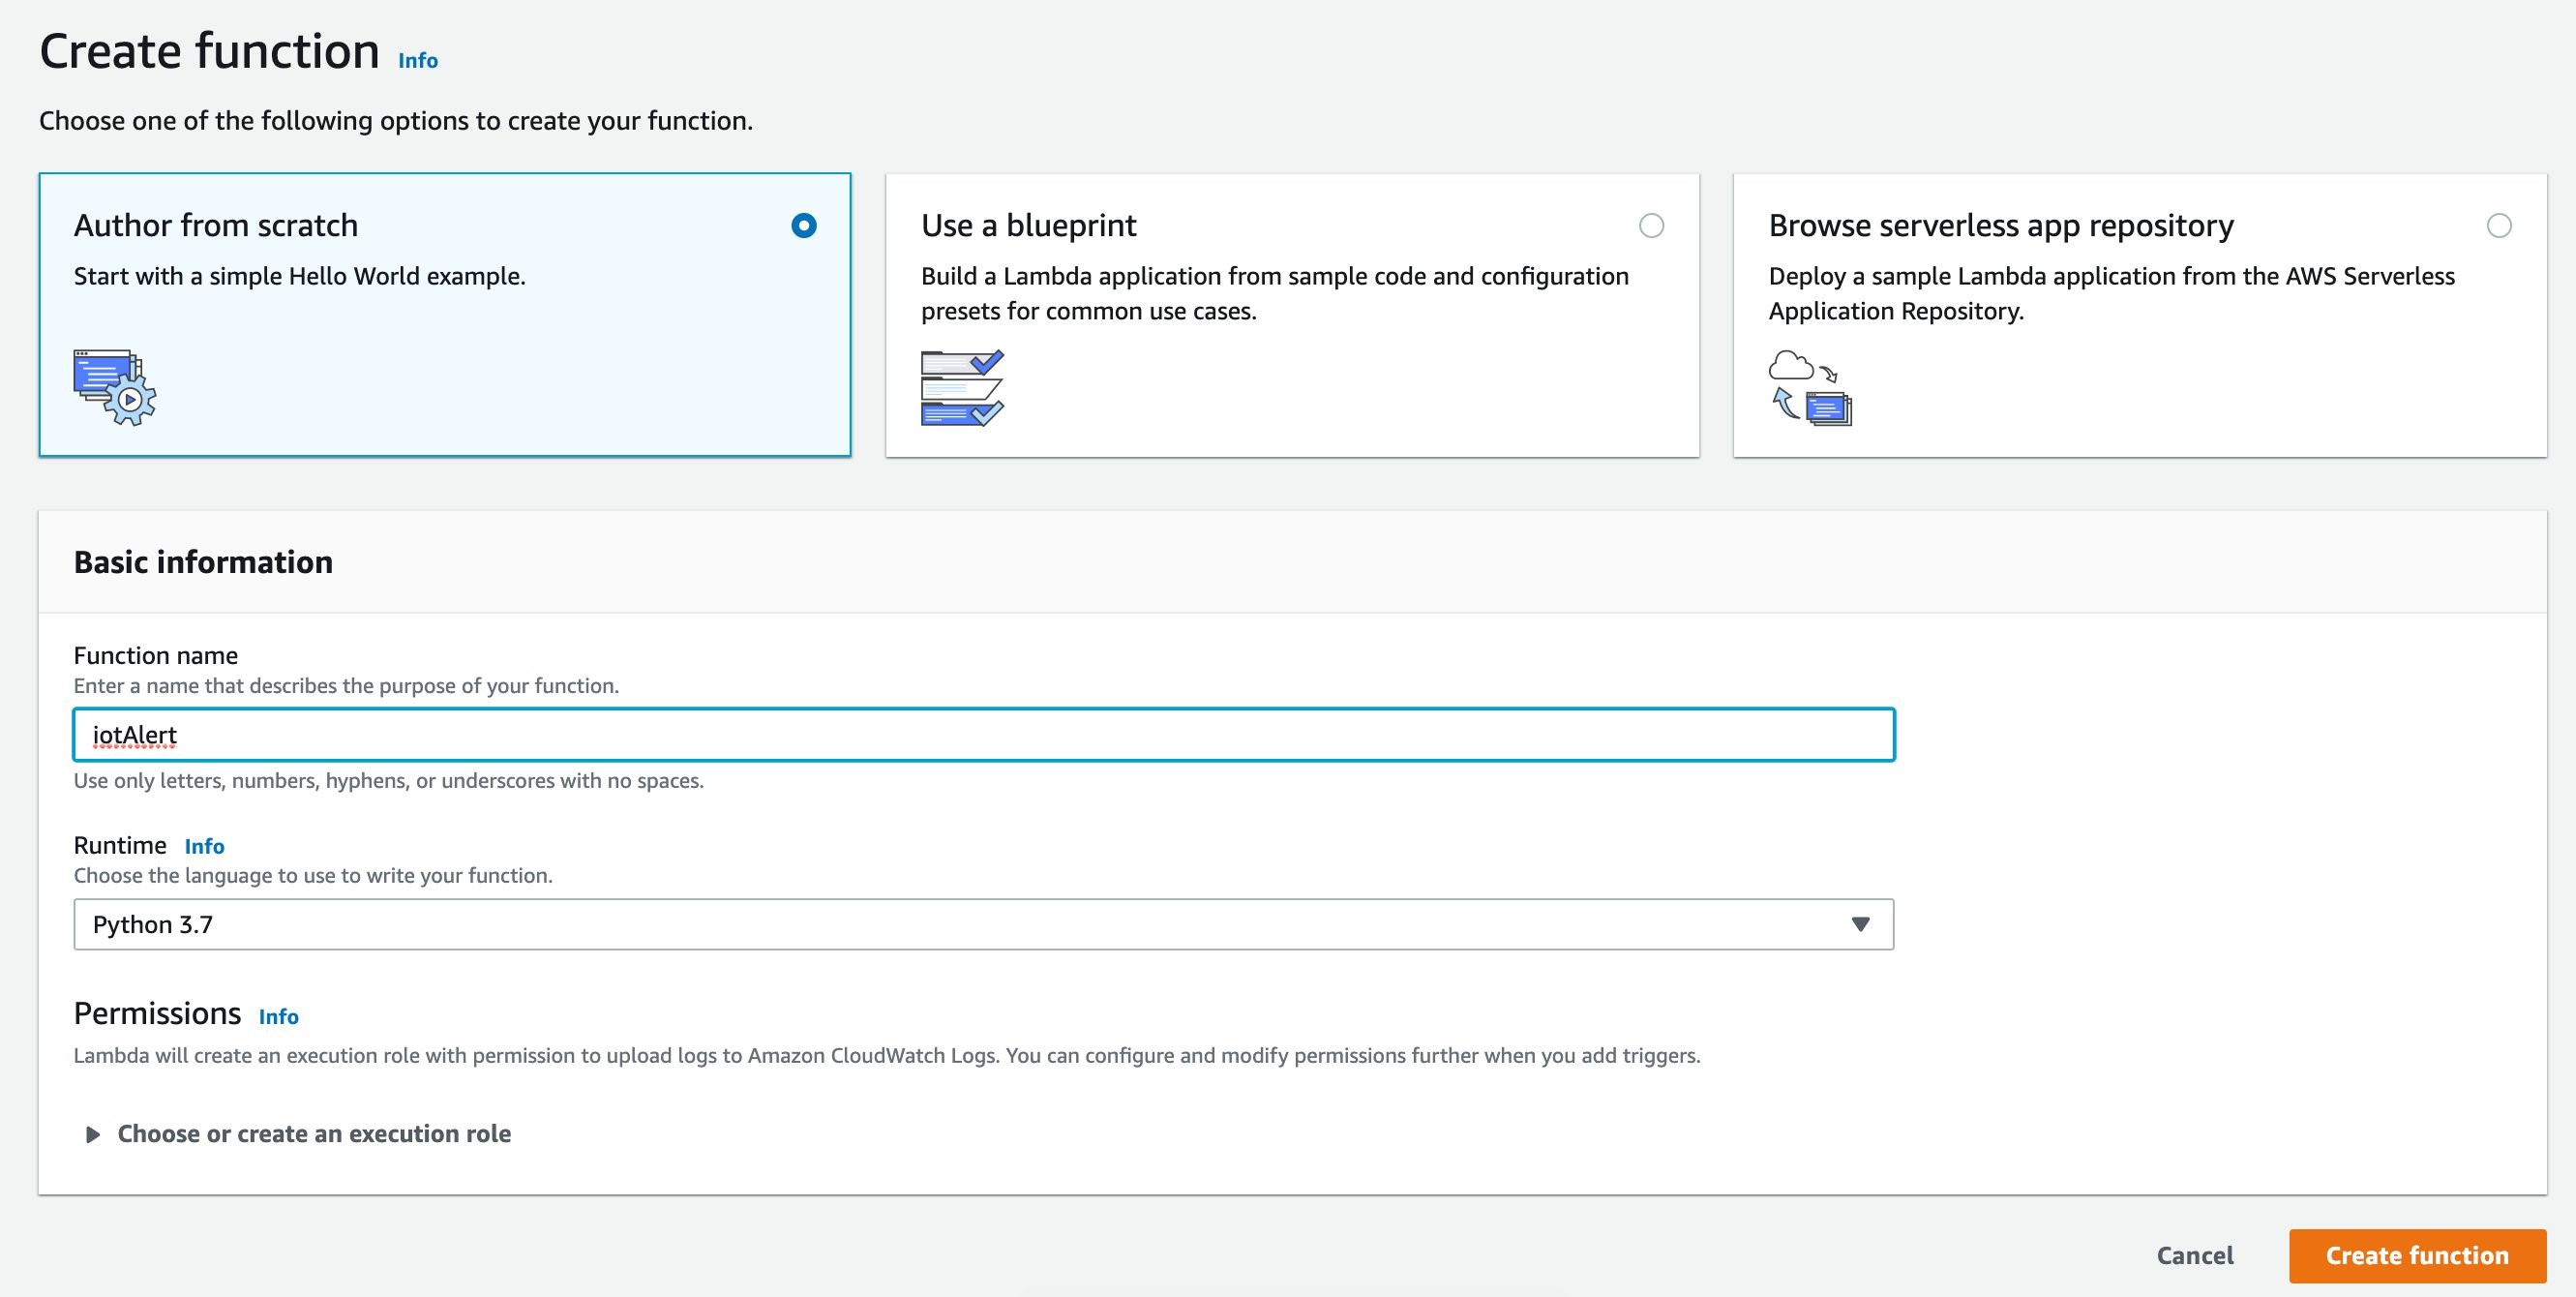 Create function Info
Choose one of the following options to create your function.
Author from scratch
Start with a simple Hello World example.
Use a blueprint
Build a Lambda application from sample code and configuration
presets for common use cases.
Browse serverless app repository
Deploy a sample Lambda application from the AWS Serverless
Application Repository.
Basic information
Function name
Enter a name that describes the purpose of your function.
iotAlert
Use only letters, numbers, hyphens, or underscores with no spaces.
Runtime Info
Choose the language to use to write your function.
Python 3.7
Permissions Info
Lambda will create an execution role with permission to upload logs to Amazon CloudWatch Logs. You can configure and modify permissions further when you add triggers.
Choose or create an execution role
Cancel
Create function